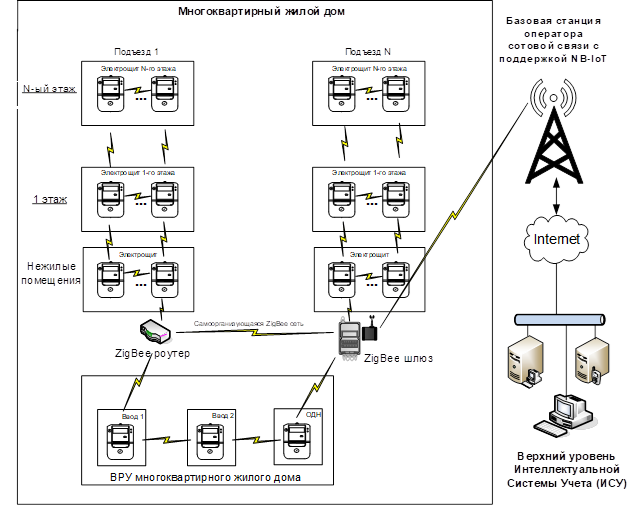 Многоквартирный жилой дом
Базовая станция
оператора
сотовой связи с
поддержкой NB-IoT
Подъезд 1
Подъезд N
N-ый этаж
Электрощит N-го этажа
...
Электрощит N-го этажа
...
1 этаж
Электрощит 1-го этажа
...
Электрощит 1-го этажа
...
Internet
Нежилые
помещения
Электрощит
...
Электрощит
...
Самоорганизующаяся ZigBee сеть
ZigBee роутер
ZigBee шлюз
Ввод 1
Ввод 2
ОДН
ВРУ многоквартирного жилого дома
Верхний уровень
Интеллектуальной
Системы Учета (ИСУ)